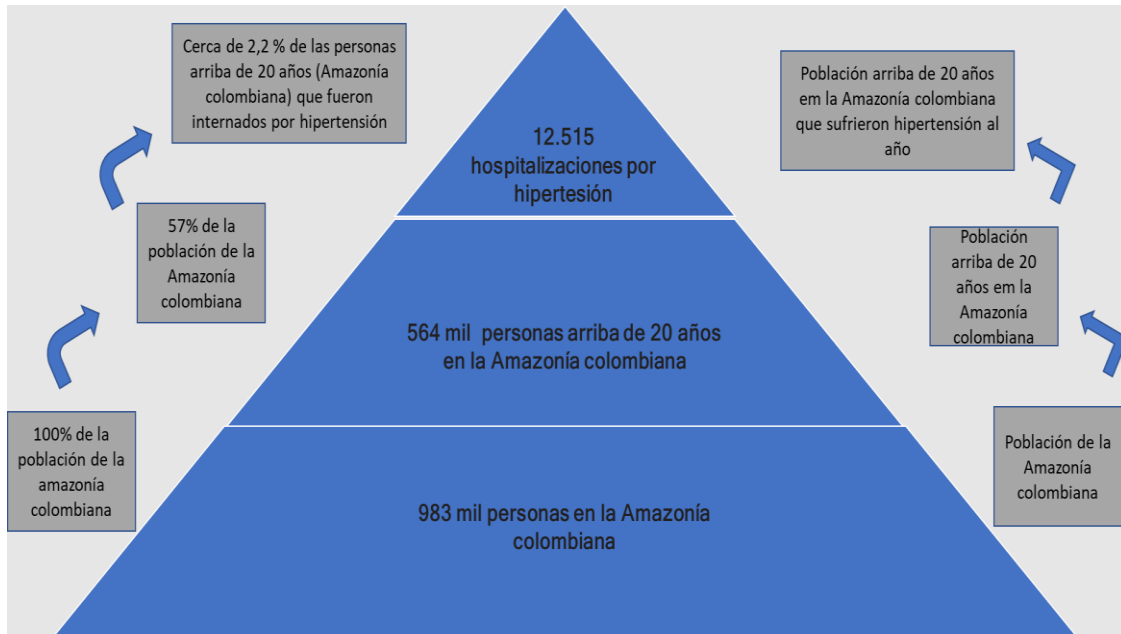 Cerca de 2,2 % de las personas
arriba de 20 años (Amazonía
colombiana) que fueron
internados por hipertensión
Población arriba de 20 años
em la Amazonía colombiana
que sufrieron hipertensión al
año
12.515
hospitalizaciones por
hipertesión
57% de la
población de la
Amazonía
colombiana
Población
arriba de 20
años em la
Amazonía
colombiana
564 mil personas arriba de 20 años
en la Amazonía colombiana
100% de la
población de la
amazonía
colombiana
Población de la
Amazonía
colombiana
983 mil personas en la Amazonía
colombiana